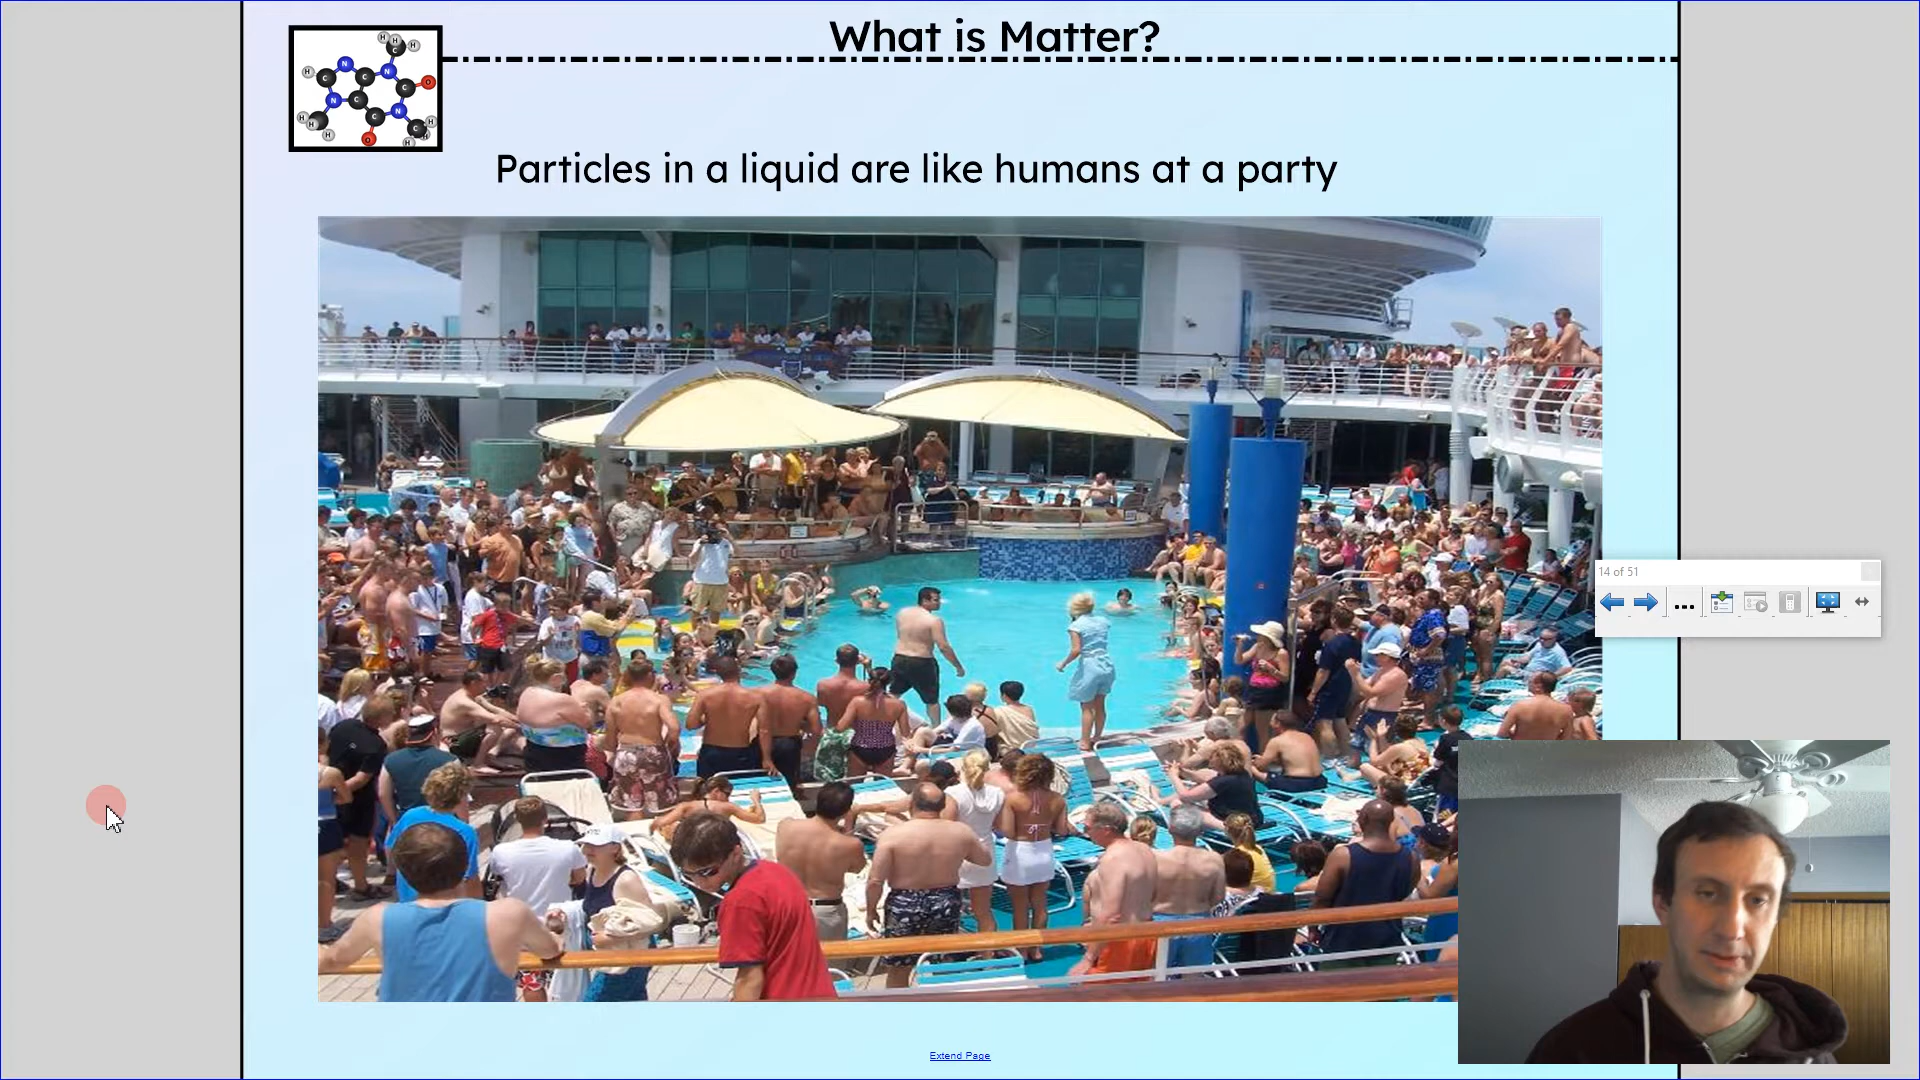 What is Matter?
Particles in a liquid are like humans at a party
14 of 51
Extend Page